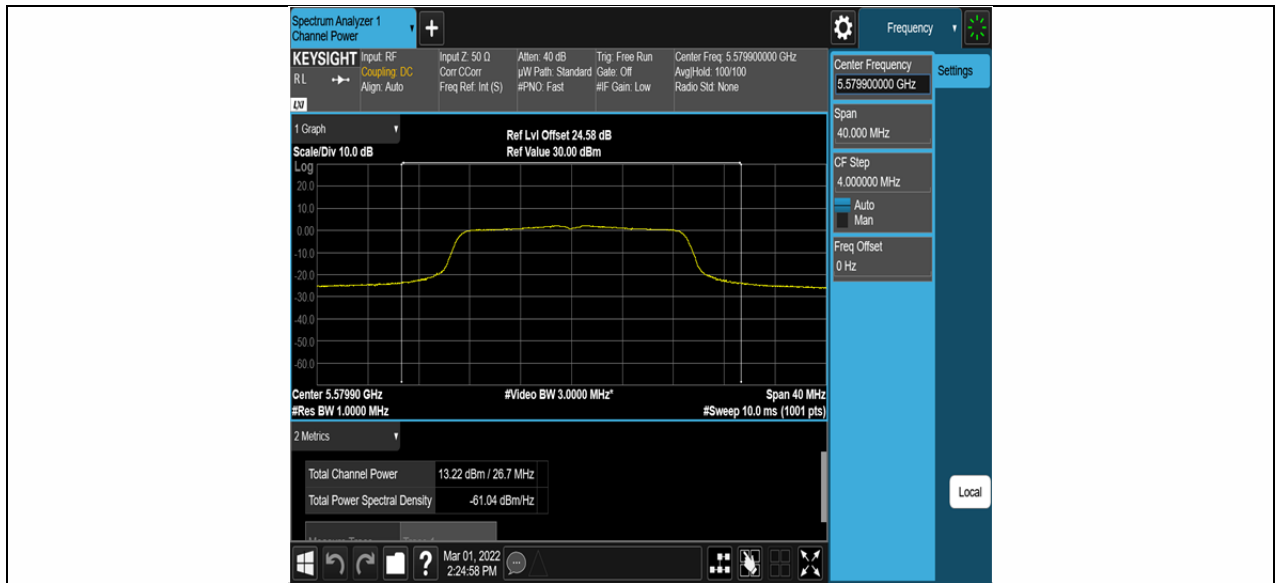 Spectrum Analyzer 1
Channel Power
+
Frequency
KEYSIGHT
RL
LXI
Input: RF
Coupling: DC
Align: Auto
Input Z: 50 Ω
Corr CCorr
Freq Ref: Int (S)
Atten: 40 dB
µW Path: Standard
#PNO: Fast
Trig: Free Run
Gate: Off
#IF Gain: Low
Center Freq: 5.579900000 GHz
Avg|Hold: 100/100
Radio Std: None
Center Frequency
5.579900000 GHz
Settings
Span
40.000 MHz
CF Step
4.000000 MHz
Auto
Man
Freq Offset
0 Hz
1 Graph
Ref Lvl Offset 24.58 dB
Scale/Div 10.0 dB
Ref Value 30.00 dBm
Log
20.0
10.0
0.00
-10.0
-20.0
-30.0
-40.0
-50.0
-60.0
Center 5.57990 GHz
#Video BW 3.0000 MHz*
Span 40 MHz
#Res BW 1.0000 MHz
#Sweep 10.0 ms (1001 pts)
2 Metrics
Total Channel Power 13.22 dBm / 26.7 MHz
Total Power Spectral Density -61.04 dBm/Hz
Local
?
Mar 01, 2022
2:24:58 PM